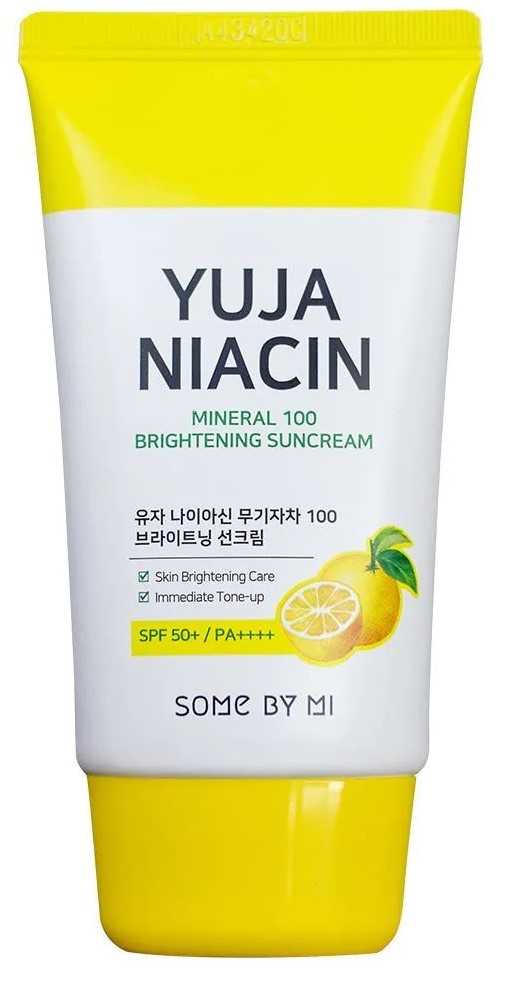 A43420C
YUJA
NIACIN
MINERAL 100
BRIGHTENING SUNCREAM
유자 나이아신 무기자차 100
브라이트닝 선크림
Skin Brightening Care
Immediate Tone-up
SPF 50+ / PA++++
SOME BY MI